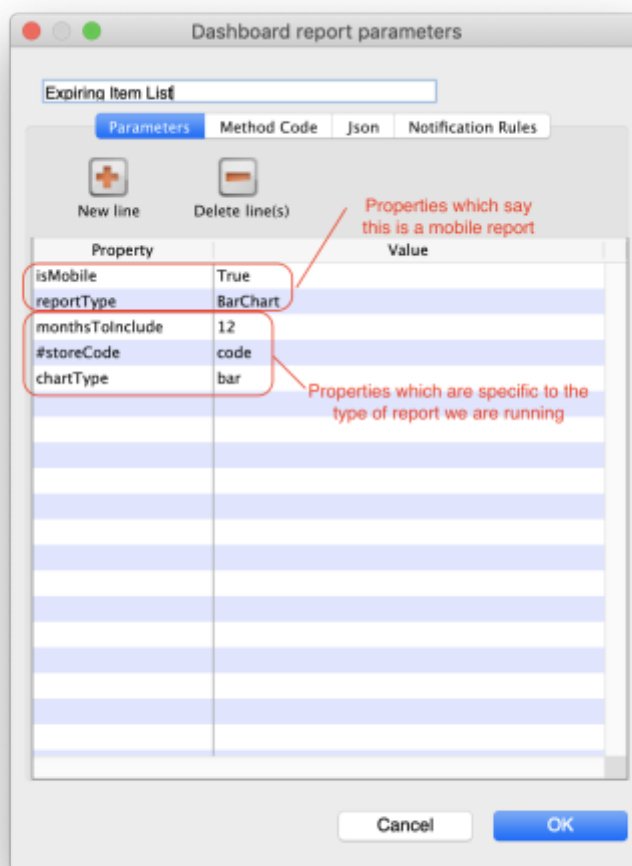 Dashboard report parameters
Expiring Item List
Parameters Method Code Json Notification Rules
New line Delete line(s)
Properties which say
this is a mobile report
Property Value
isMobile True
reportType BarChart
monthsToInclude 12
#storeCode code
chartType bar
Properties which are specific to the
type of report we are running
Cancel OK